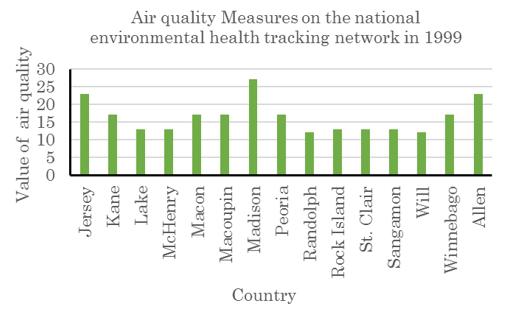 Air quality Measures on the national
environmental health tracking network in 1999
Value of air quality
30
25
20
15
10
5
0
Jersey
Kane
Lake
McHenry
Macon
Macoupin
Madison
Peoria
Randolph
Rock Island
St. Clair
Sangamon
Will
Winnebago
Allen
Country